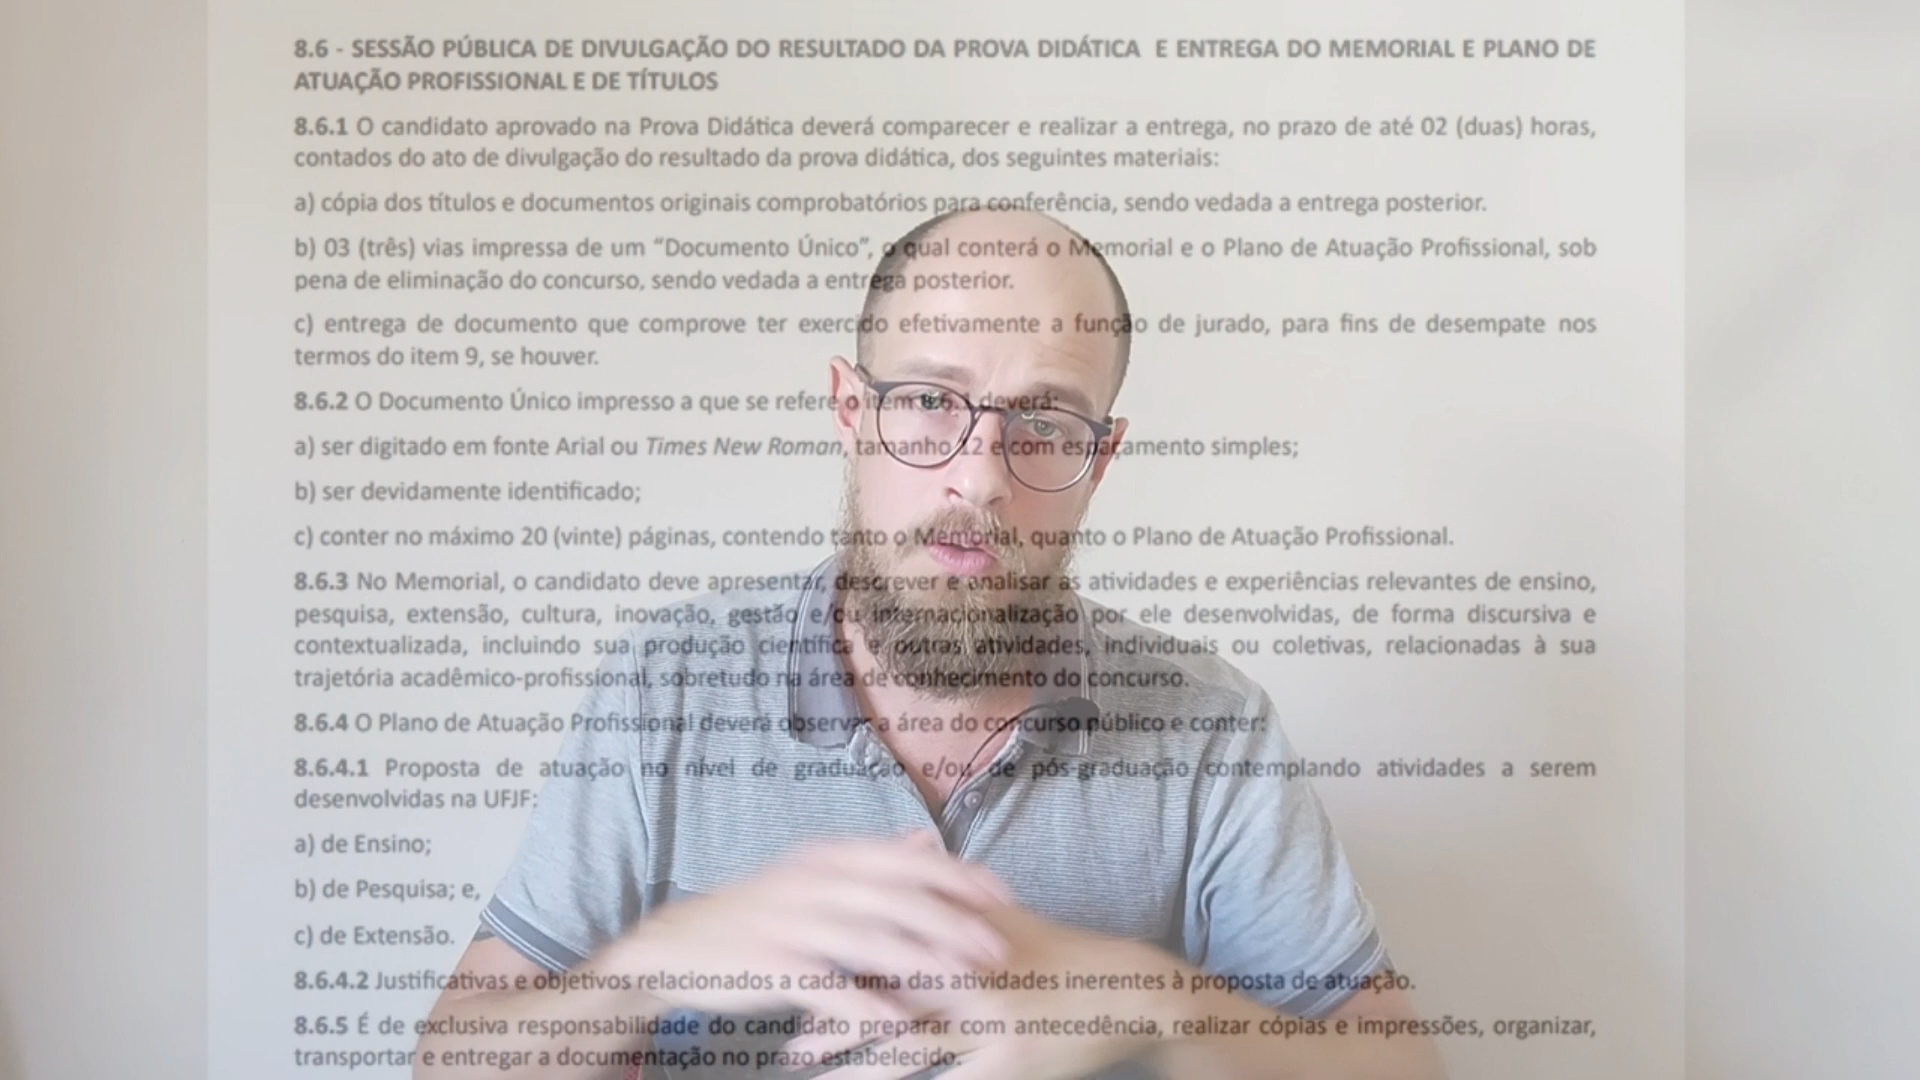 8.6 - SESSÃO PÚBLICA DE DIVULGAÇÃO DO RESULTADO DA PROVA DIDÁTICA E ENTREGA DO MEMORIAL E PLANO DE
ATUAÇÃO PROFISSIONAL E DE TÍTULOS
8.6.1 O candidato aprovado na Prova Didática deverá comparecer e realizar a entrega, no prazo de até 02 (duas) horas,
contados do ato de divulgação do resultado da prova didática, dos seguintes materiais:
a) cópia dos títulos e documentos originais comprobatórios para conferência, sendo vedada a entrega posterior.
b) 03 (três) vias impressa de um “Documento Único”, o qual conterá o Memorial e o Plano de Atuação Profissional, sob
pena de eliminação do concurso, sendo vedada a entrega posterior.
c) entrega de documento que comprove ter exercido efetivamente a função de jurado, para fins de desempate nos
termos do item 9, se houver.
8.6.2 O Documento Único impresso a que se refere o item 8.6.1 deverá:
a) ser digitado em fonte Arial ou Times New Roman, tamanho 12 e com espaçamento simples;
b) ser devidamente identificado;
c) conter no máximo 20 (vinte) páginas, contendo tanto o Memorial, quanto o Plano de Atuação Profissional.
8.6.3 No Memorial, o candidato deve apresentar, descrever e analisar as atividades e experiências relevantes de ensino,
pesquisa, extensão, cultura, inovação, gestão e/ou internacionalização por ele desenvolvidas, de forma discursiva e
contextualizada, incluindo sua produção científica e outras atividades, individuais ou coletivas, relacionadas à sua
trajetória acadêmico-profissional, sobretudo na área de conhecimento do concurso.
8.6.4 O Plano de Atuação Profissional deverá observar a área do concurso público e conter:
8.6.4.1 Proposta de atuação no nível de graduação e/ou de pós-graduação contemplando atividades a serem
desenvolvidas na UFJF:
a) de Ensino;
b) de Pesquisa; e,
c) de Extensão.
8.6.4.2 Justificativas e objetivos relacionados a cada uma das atividades inerentes à proposta de atuação.
8.6.5 É de exclusiva responsabilidade do candidato preparar com antecedência, realizar cópias e impressões, organizar,
transportar e entregar a documentação no prazo estabelecido.